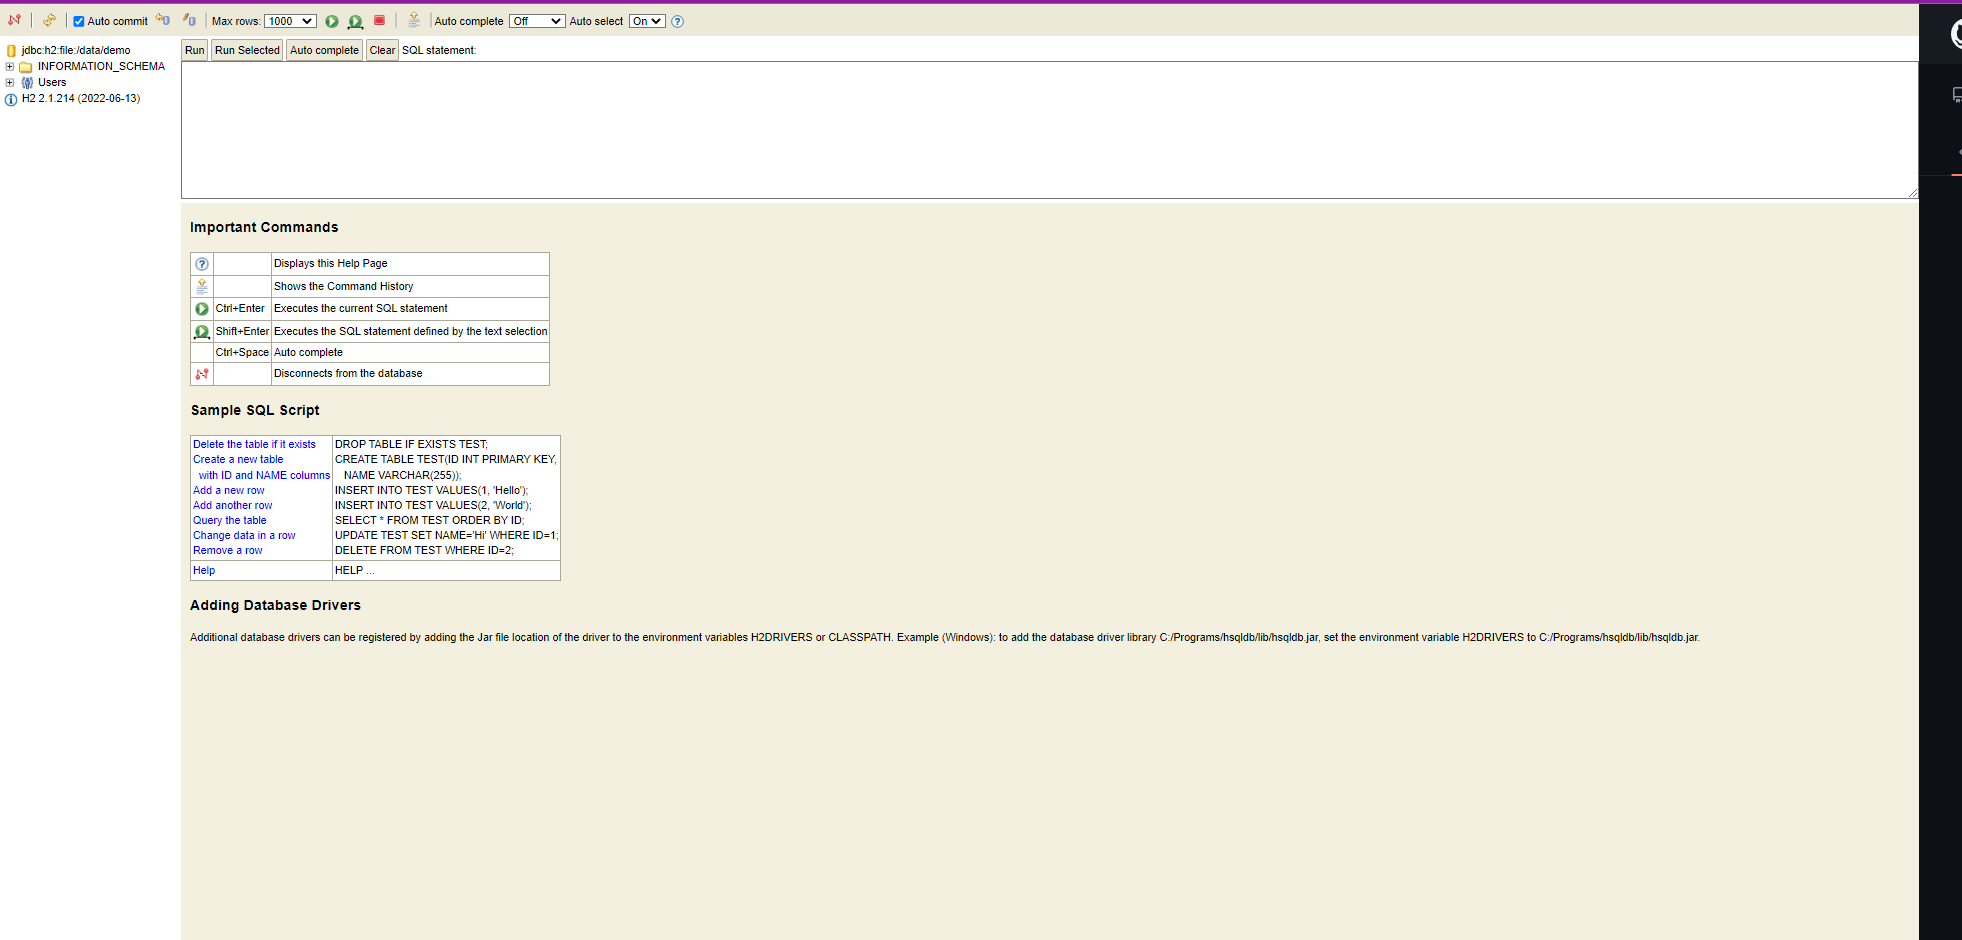 Auto commit Max rows: 1000 Auto complete Off Auto select On
jdbc:h2:file:/data/demo
INFORMATION_SCHEMA
Users
H2 2.1.214 (2022-06-13)
Run Run Selected Auto complete Clear SQL statement:
Important Commands
Displays this Help Page
Shows the Command History
Ctrl+Enter Executes the current SQL statement
Shift+Enter Executes the SQL statement defined by the text selection
Ctrl+Space Auto complete
Disconnects from the database
Sample SQL Script
Delete the table if it exists DROP TABLE IF EXISTS TEST;
Create a new table CREATE TABLE TEST(ID INT PRIMARY KEY,
with ID and NAME columns NAME VARCHAR(255));
Add a new row INSERT INTO TEST VALUES(1, 'Hello');
Add another row INSERT INTO TEST VALUES(2, 'World');
Query the table SELECT * FROM TEST ORDER BY ID;
Change data in a row UPDATE TEST SET NAME='Hi' WHERE ID=1;
Remove a row DELETE FROM TEST WHERE ID=2;
Help HELP ...
Adding Database Drivers
Additional database drivers can be registered by adding the Jar file location of the driver to the environment variables H2DRIVERS or CLASSPATH. Example (Windows): to add the database driver library C:/Programs/hsqldb/lib/hsqldb.jar, set the environment variable H2DRIVERS to C:/Programs/hsqldb/lib/hsqldb.jar.